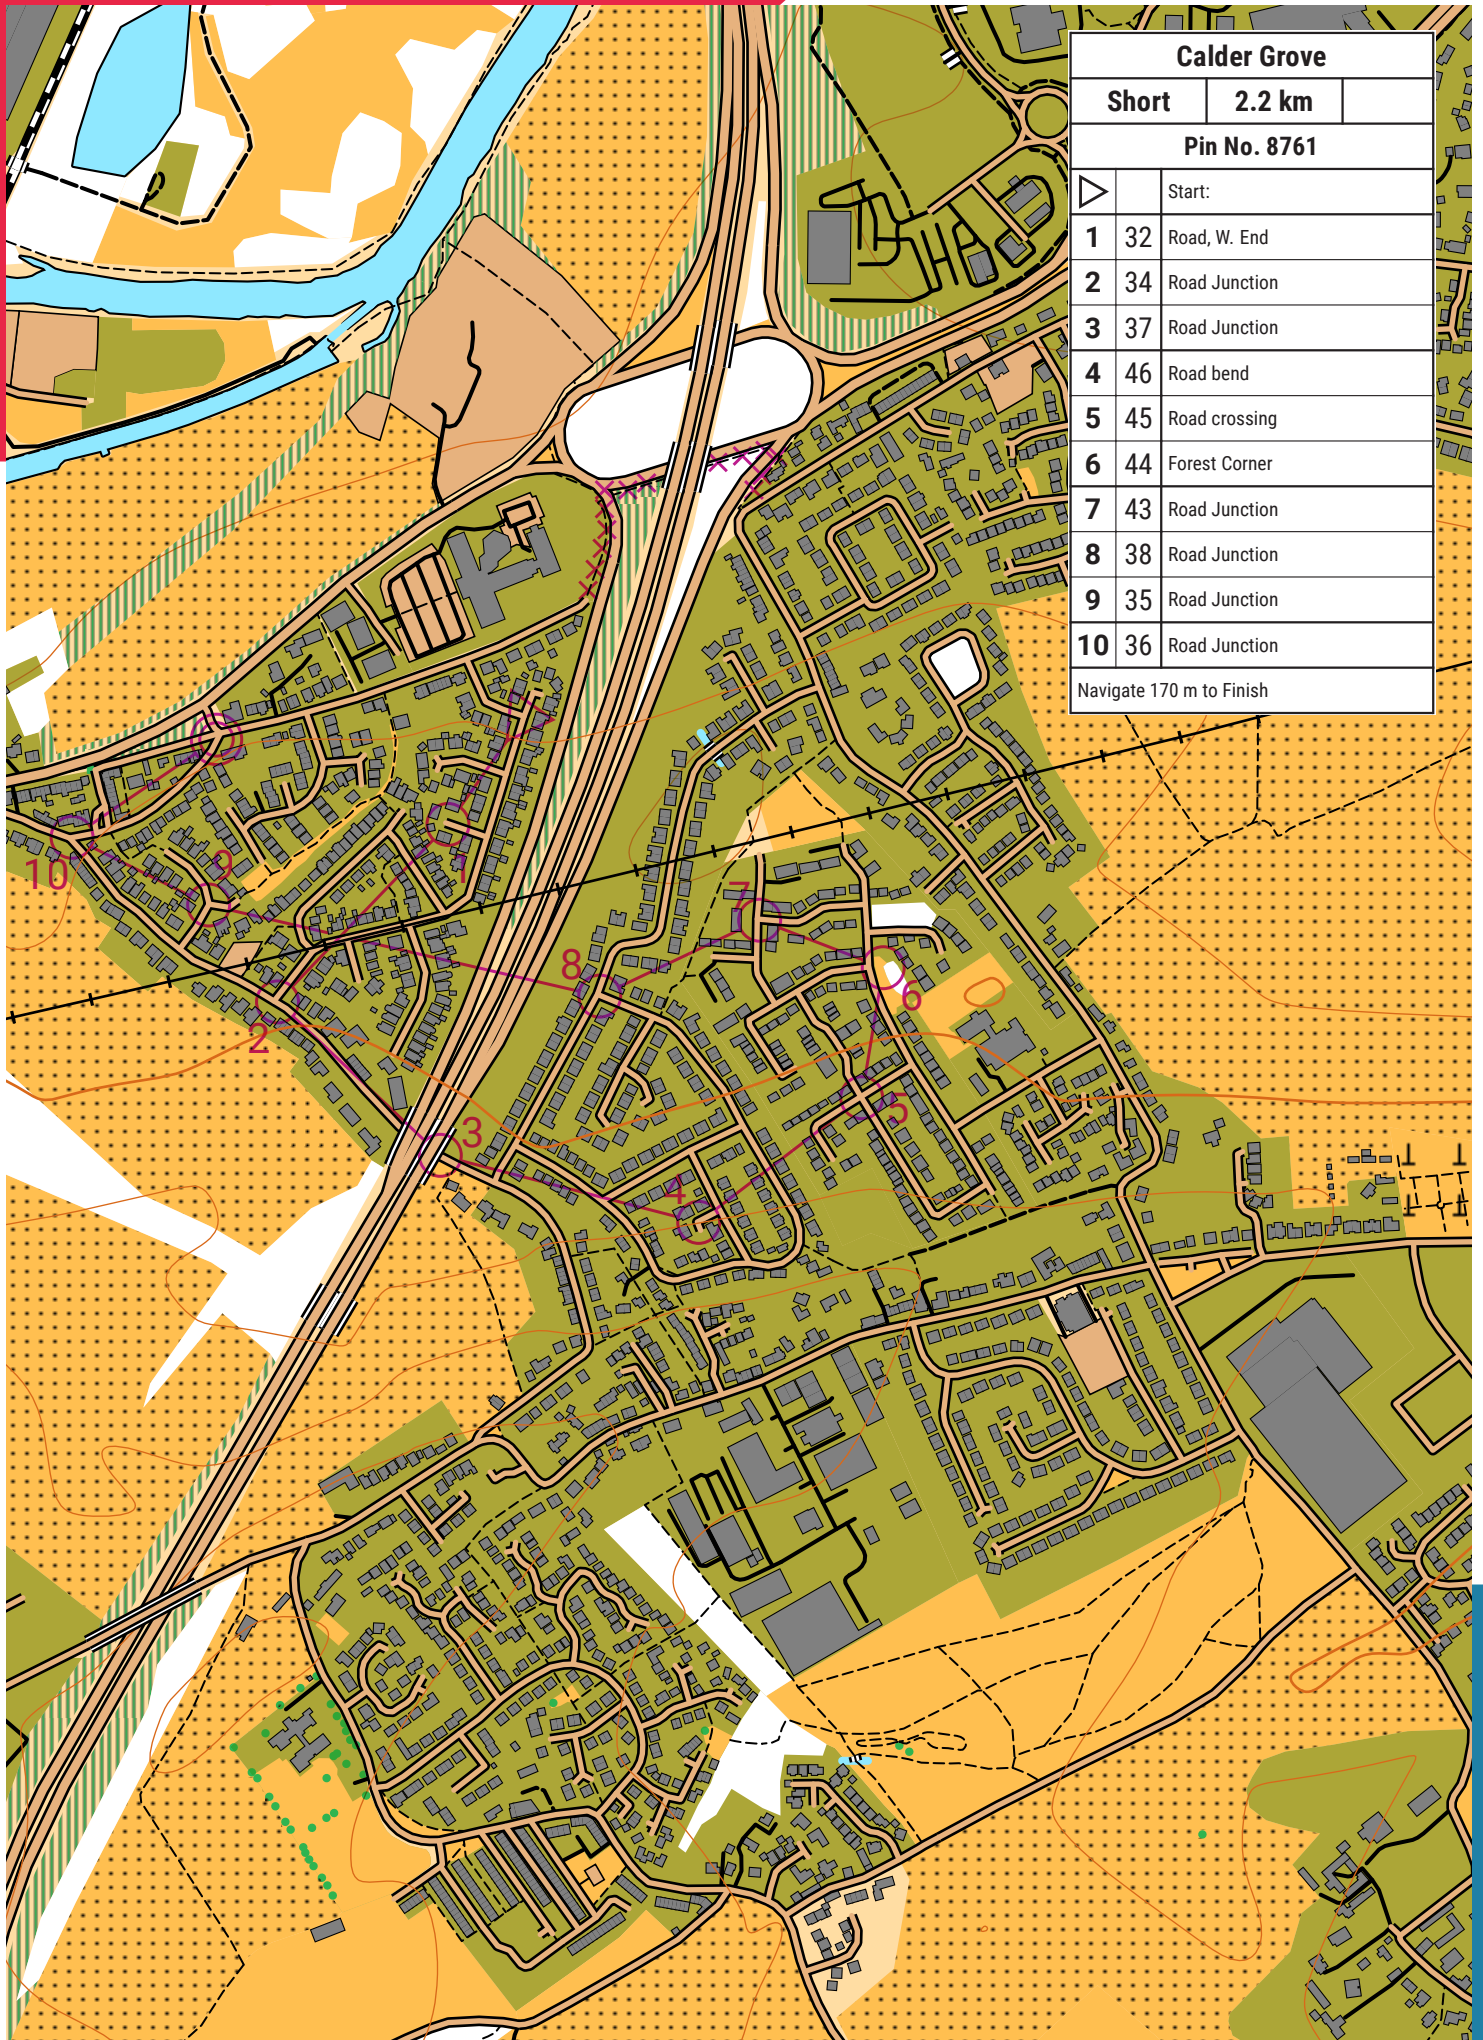 Calder Grove
Short 2.2 km
Pin No. 8761
Start:
1 32 Road, W. End
2 34 Road Junction
3 37 Road Junction
4 46 Road bend
5 45 Road crossing
6 44 Forest Corner
7 43 Road Junction
8 38 Road Junction
9 35 Road Junction
10 36 Road Junction
Navigate 170 m to Finish
1
9
10
7
8
6
2
5
3
4